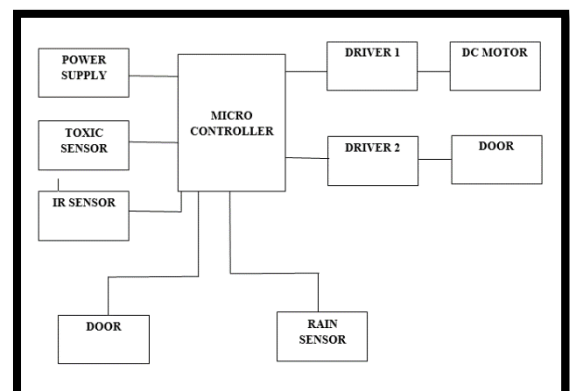 POWER
SUPPLY
TOXIC
SENSOR
IR SENSOR
MICRO
CONTROLLER
DRIVER 1
DC MOTOR
DRIVER 2
DOOR
DOOR
RAIN
SENSOR